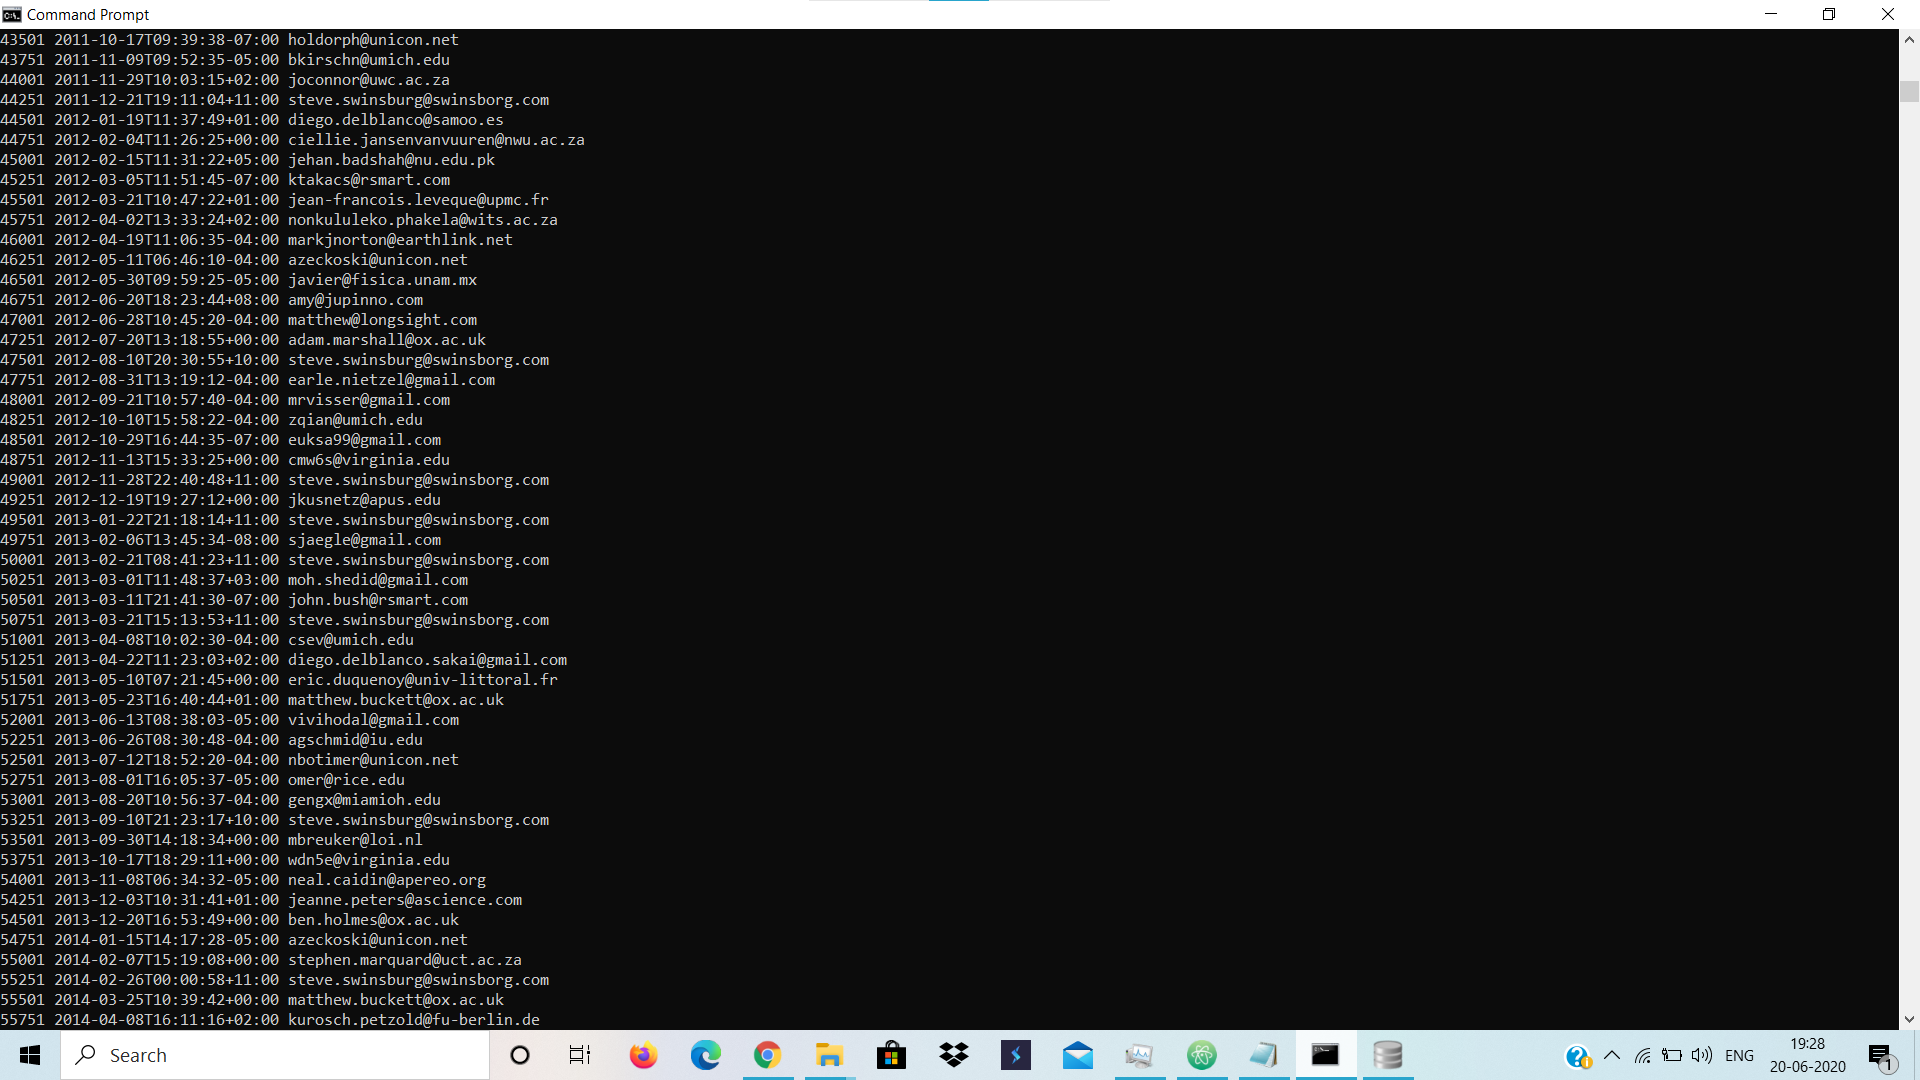 Command Prompt
43501 2011-10-17T09:39:38-07:00 holdorph@unicon.net
43751 2011-11-09T09:52:35-05:00 bkirschn@umich.edu
44001 2011-11-29T10:03:15+02:00 joconnor@uwc.ac.za
44251 2011-12-21T19:11:04+11:00 steve.swinsburg@swinsborg.com
44501 2012-01-19T11:37:49+01:00 diego.delblanco@samoo.es
44751 2012-02-04T11:26:25+00:00 ciellie.jansenvanvuuren@nwu.ac.za
45001 2012-02-15T11:31:22+05:00 jehan.badshah@nu.edu.pk
45251 2012-03-05T11:51:45-07:00 ktakacs@rsmart.com
45501 2012-03-21T10:47:22+01:00 jean-francois.leveque@upmc.fr
45751 2012-04-02T13:33:24+02:00 nonkululeko.phakela@wits.ac.za
46001 2012-04-19T11:06:35-04:00 markjnorton@earthlink.net
46251 2012-05-11T06:46:10-04:00 azeckoski@unicon.net
46501 2012-05-30T09:59:25-05:00 javier@fisica.unam.mx
46751 2012-06-20T18:23:44+08:00 amy@jupinno.com
47001 2012-06-28T10:45:20-04:00 matthew@longsight.com
47251 2012-07-20T13:18:55+00:00 adam.marshall@ox.ac.uk
47501 2012-08-10T20:30:55+10:00 steve.swinsburg@swinsborg.com
47751 2012-08-31T13:19:12-04:00 earle.nietzel@gmail.com
48001 2012-09-21T10:57:40-04:00 mrvisser@gmail.com
48251 2012-10-10T15:58:22-04:00 zqian@umich.edu
48501 2012-10-29T16:44:35-07:00 euksa99@gmail.com
48751 2012-11-13T15:33:25+00:00 cmw6s@virginia.edu
49001 2012-11-28T22:40:48+11:00 steve.swinsburg@swinsborg.com
49251 2012-12-19T19:27:12+00:00 jkusnetz@apus.edu
49501 2013-01-22T21:18:14+11:00 steve.swinsburg@swinsborg.com
49751 2013-02-06T13:45:34-08:00 sjaegle@gmail.com
50001 2013-02-21T08:41:23+11:00 steve.swinsburg@swinsborg.com
50251 2013-03-01T11:48:37+03:00 moh.shedid@gmail.com
50501 2013-03-11T21:41:30-07:00 john.bush@rsmart.com
50751 2013-03-21T15:13:53+11:00 steve.swinsburg@swinsborg.com
51001 2013-04-08T10:02:30-04:00 csev@umich.edu
51251 2013-04-22T11:23:03+02:00 diego.delblanco.sakai@gmail.com
51501 2013-05-10T07:21:45+00:00 eric.duquenoy@univ-littoral.fr
51751 2013-05-23T16:40:44+01:00 matthew.buckett@ox.ac.uk
52001 2013-06-13T08:38:03-05:00 vivihodal@gmail.com
52251 2013-06-26T08:30:48-04:00 agschmid@iu.edu
52501 2013-07-12T18:52:20-04:00 nbotimer@unicon.net
52751 2013-08-01T16:05:37-05:00 omer@rice.edu
53001 2013-08-20T10:56:37-04:00 gengx@miamioh.edu
53251 2013-09-10T21:23:17+10:00 steve.swinsburg@swinsborg.com
53501 2013-09-30T14:18:34+00:00 mbreuker@loi.nl
53751 2013-10-17T18:29:11+00:00 wdn5e@virginia.edu
54001 2013-11-08T06:34:32-05:00 neal.caidin@apereo.org
54251 2013-12-03T10:31:41+01:00 jeanne.peters@ascience.com
54501 2013-12-20T16:53:49+00:00 ben.holmes@ox.ac.uk
54751 2014-01-15T14:17:28-05:00 azeckoski@unicon.net
55001 2014-02-07T15:19:08+00:00 stephen.marquard@uct.ac.za
55251 2014-02-26T00:00:58+11:00 steve.swinsburg@swinsborg.com
55501 2014-03-25T10:39:42+00:00 matthew.buckett@ox.ac.uk
55751 2014-04-08T16:11:16+02:00 kurosch.petzold@fu-berlin.de
Search
ENG
19:28
20-06-2020
1